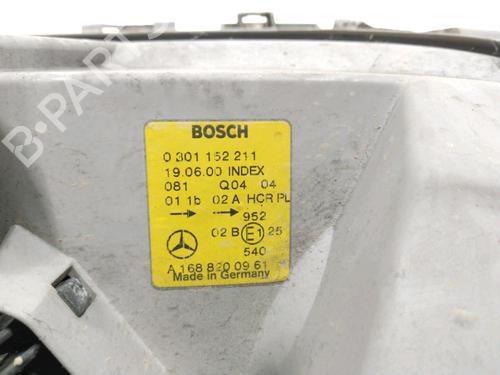 B-PARTS
BOSCH
0 301 152 211
19.06.00 INDEX
081 Q04 04
01 1b 02 A HCR PL
952
02 B E1 25
540
A 168 820 09 61
Made in Germany